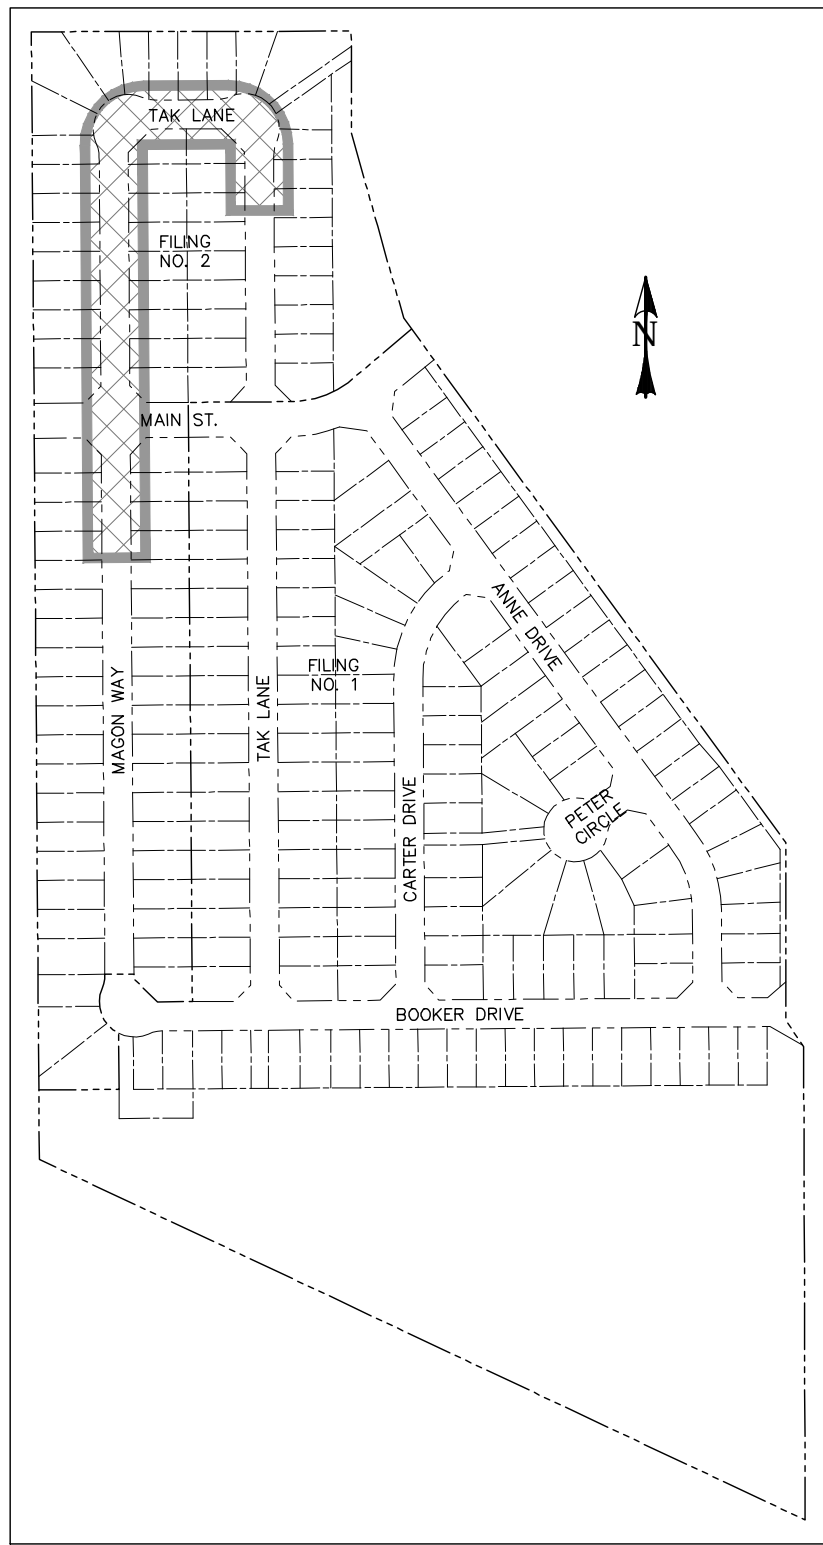 TAK LANE
FILING
NO. 2
N
MAIN ST.
ANNE DRIVE
FILING
NO. 1
MAGON WAY
TAK LANE
CARTER DRIVE
PETER
CIRCLE
BOOKER DRIVE